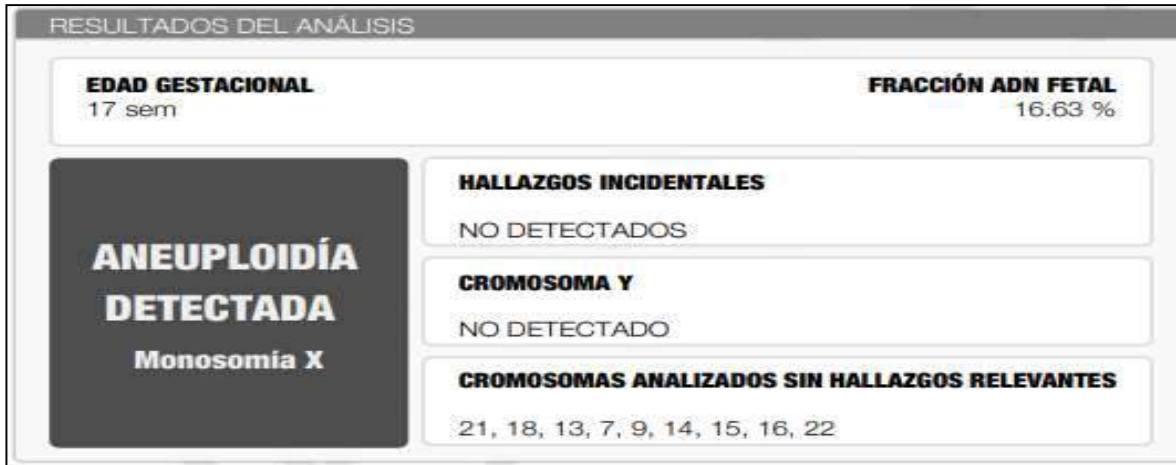 RESULTADOS DEL ANÁLISIS
EDAD GESTACIONAL
17 sem
FRACCIÓN ADN FETAL
16.63 %
ANEUPLOIDÍA
DETECTADA
Monosomía X
HALLAZGOS INCIDENTALES
NO DETECTADOS
CROMOSOMA Y
NO DETECTADO
CROMOSOMAS ANALIZADOS SIN HALLAZGOS RELEVANTES
21, 18, 13, 7, 9, 14, 15, 16, 22